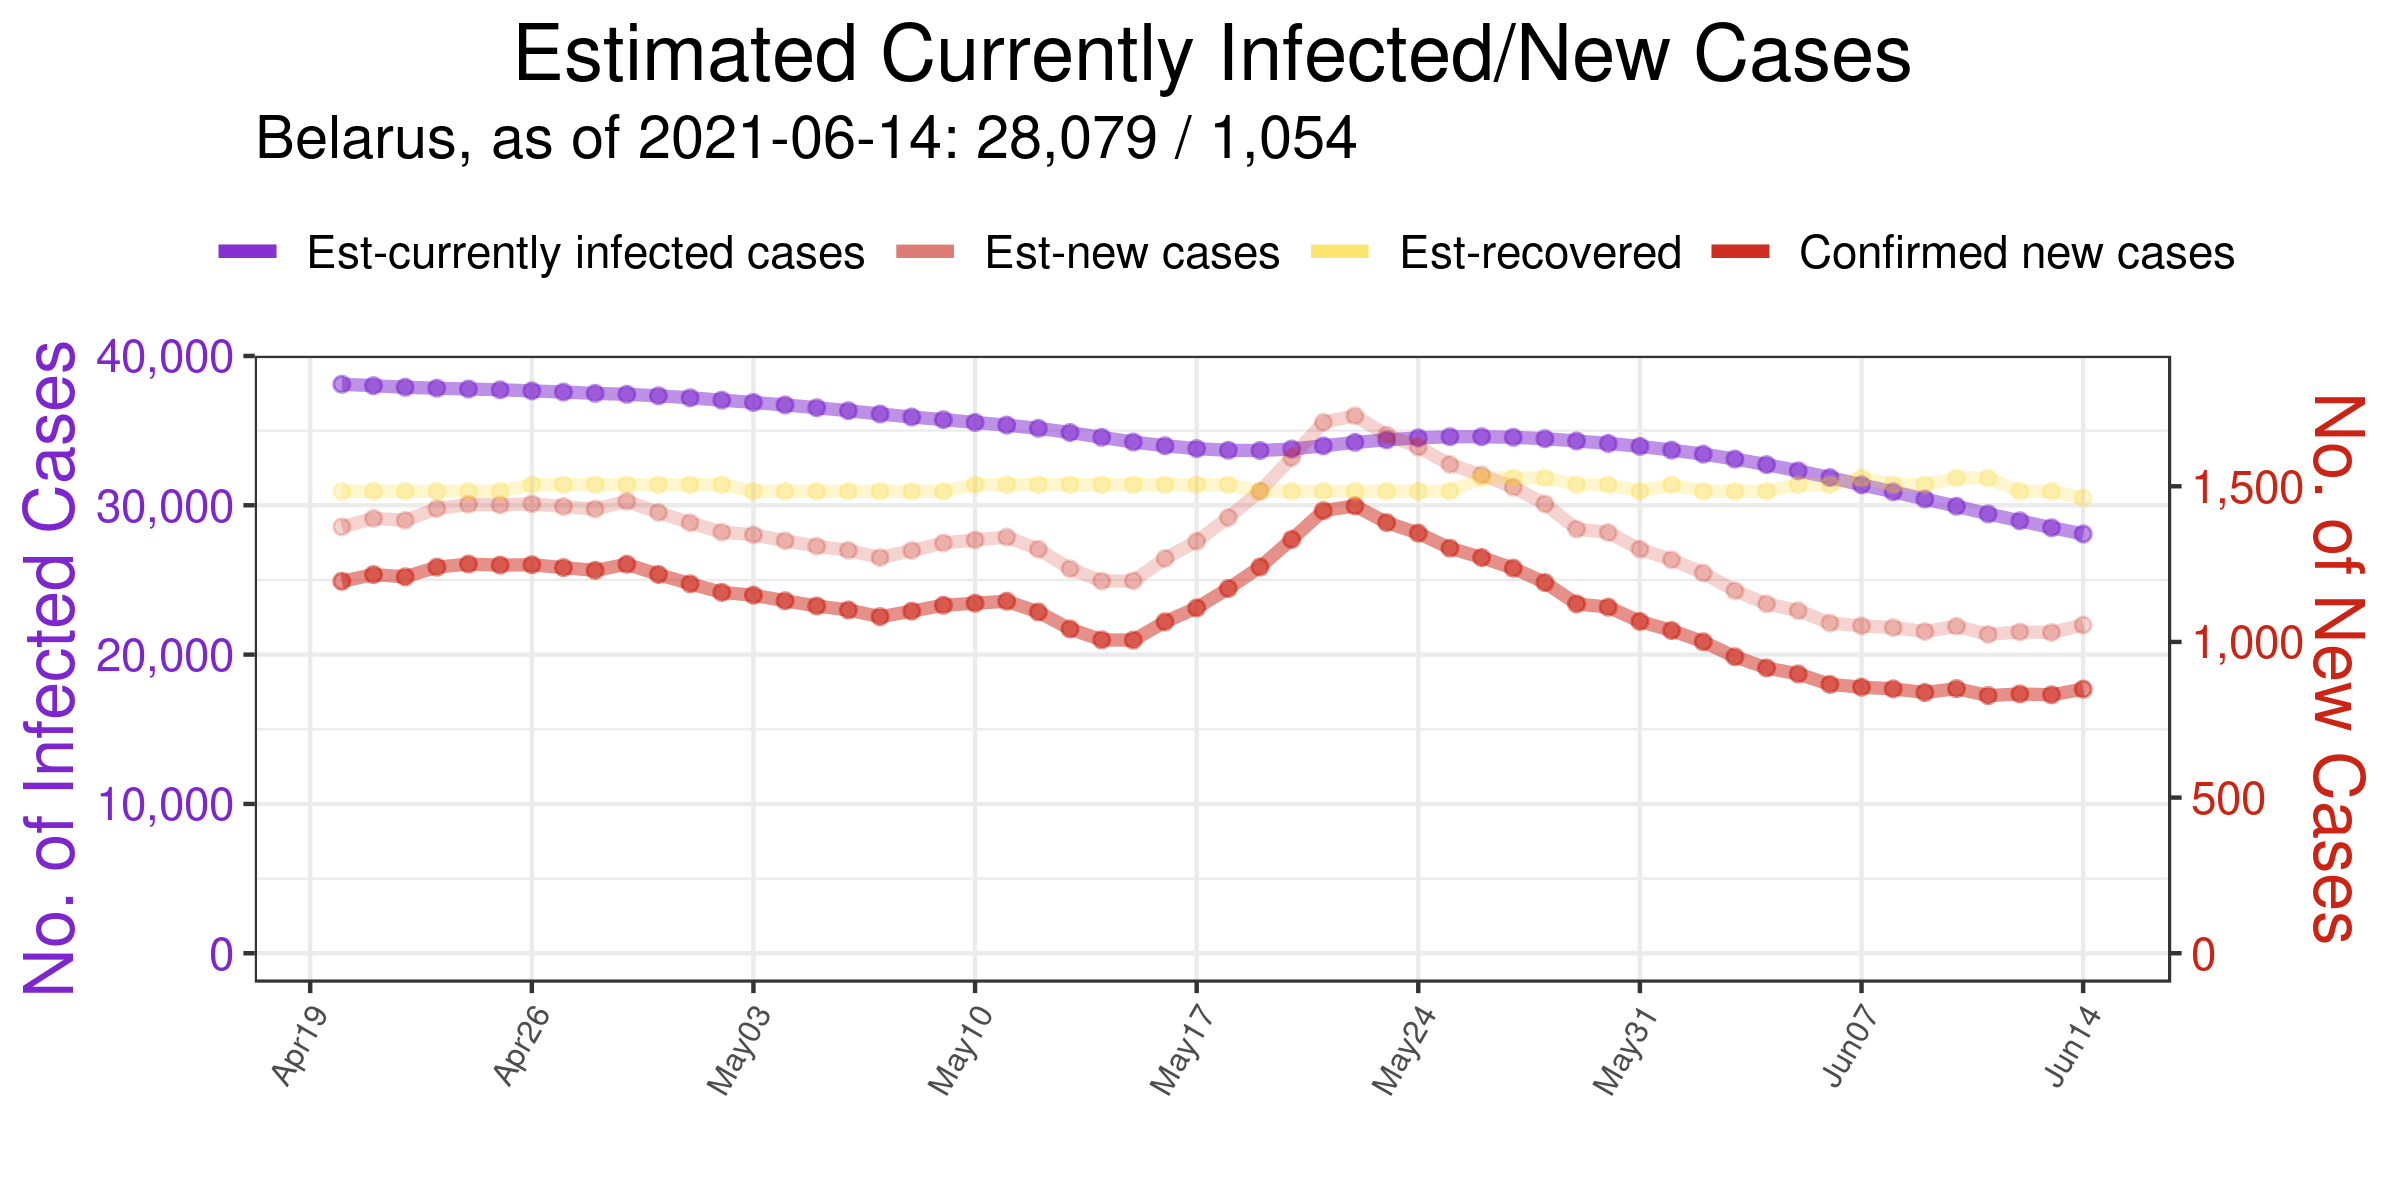 Estimated Currently Infected/New Cases
Belarus, as of 2021-06-14: 28,079 / 1,054
Est-currently infected cases Est-new cases Est-recovered Confirmed new cases
No. of Infected Cases
40,000
30,000
20,000
10,000
0
1,500
1,000
500
0
No. of New Cases
Apr19 Apr26 May03 May10 May17 May24 May31 Jun07 Jun14